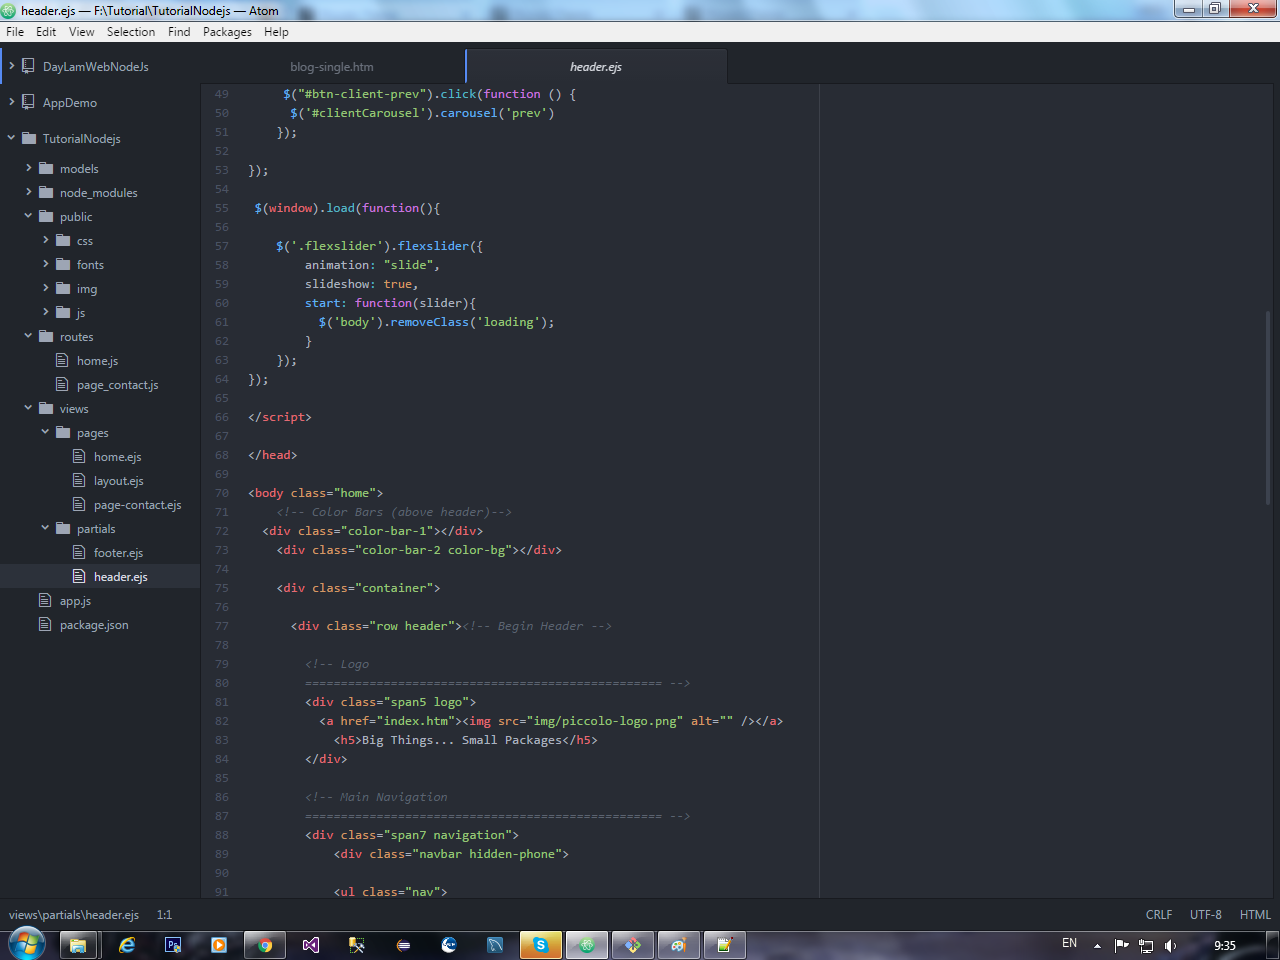 header.ejs — F:\Tutorial\TutorialNodejs — Atom
File Edit View Selection Find Packages Help
DayLamWebNodeJs
AppDemo
TutorialNodejs
models
node_modules
public
css
fonts
img
js
routes
home.js
page_contact.js
views
pages
home.ejs
layout.ejs
page-contact.ejs
partials
footer.ejs
header.ejs
app.js
package.json
blog-single.htm header.ejs
49 $("#btn-client-prev").click(function () {
50 $('#clientCarousel').carousel('prev')
51 });
52
53 });
54
55 $(window).load(function(){
56
57 $('.flexslider').flexslider({
58 animation: "slide",
59 slideshow: true,
60 start: function(slider){
61 $('body').removeClass('loading');
62 }
63 });
64 });
65
66 </script>
67
68 </head>
69
70 <body class="home">
71 <!-- Color Bars (above header)-->
72 <div class="color-bar-1"></div>
73 <div class="color-bar-2 color-bg"></div>
74
75 <div class="container">
76
77 <div class="row header"><!-- Begin Header -->
78
79 <!-- Logo
80 ================================================== -->
81 <div class="span5 logo">
82 <a href="index.htm"><img src="img/piccolo-logo.png" alt="" /></a>
83 <h5>Big Things... Small Packages</h5>
84 </div>
85
86 <!-- Main Navigation
87 ================================================== -->
88 <div class="span7 navigation">
89 <div class="navbar hidden-phone">
90
91 <ul class="nav">
views\partials\header.ejs 1:1 CRLF UTF-8 HTML
Ps
EN 9:35